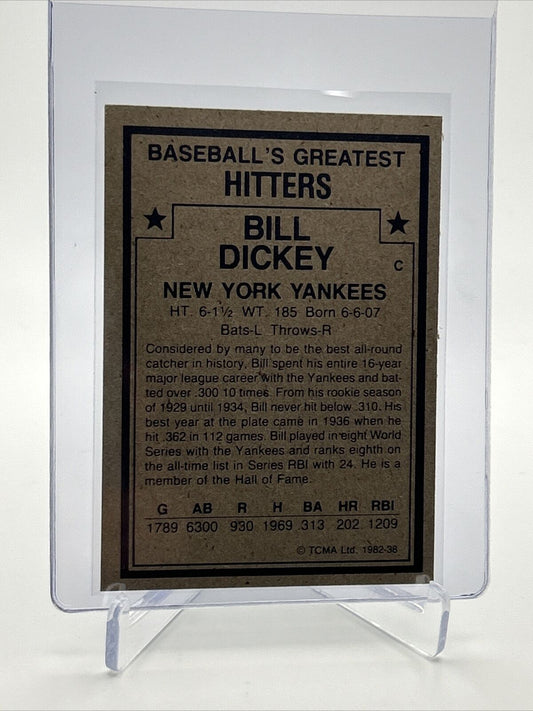 BASEBALL'S GREATEST
HITTERS
BILL
DICKEY
C
NEW YORK YANKEES
HT. 6-1½ WT. 185 Born 6-6-07
Bats-L Throws-R
Considered by many to be the best all-round
catcher in history, Bill spent his entire 16-year
major league career with the Yankees and bat-
ted over .300 10 times. From his rookie season
of 1929 until 1934, Bill never hit below .310. His
best year at the plate came in 1936 when he
hit .362 in 112 games. Bill played in eight World
Series with the Yankees and ranks eighth on
the all-time list in Series RBI with 24. He is a
member of the Hall of Fame.
G AB R H BA HR RBI
1789 6300 930 1969 .313 202 1209
© TCMA Ltd. 1982-38